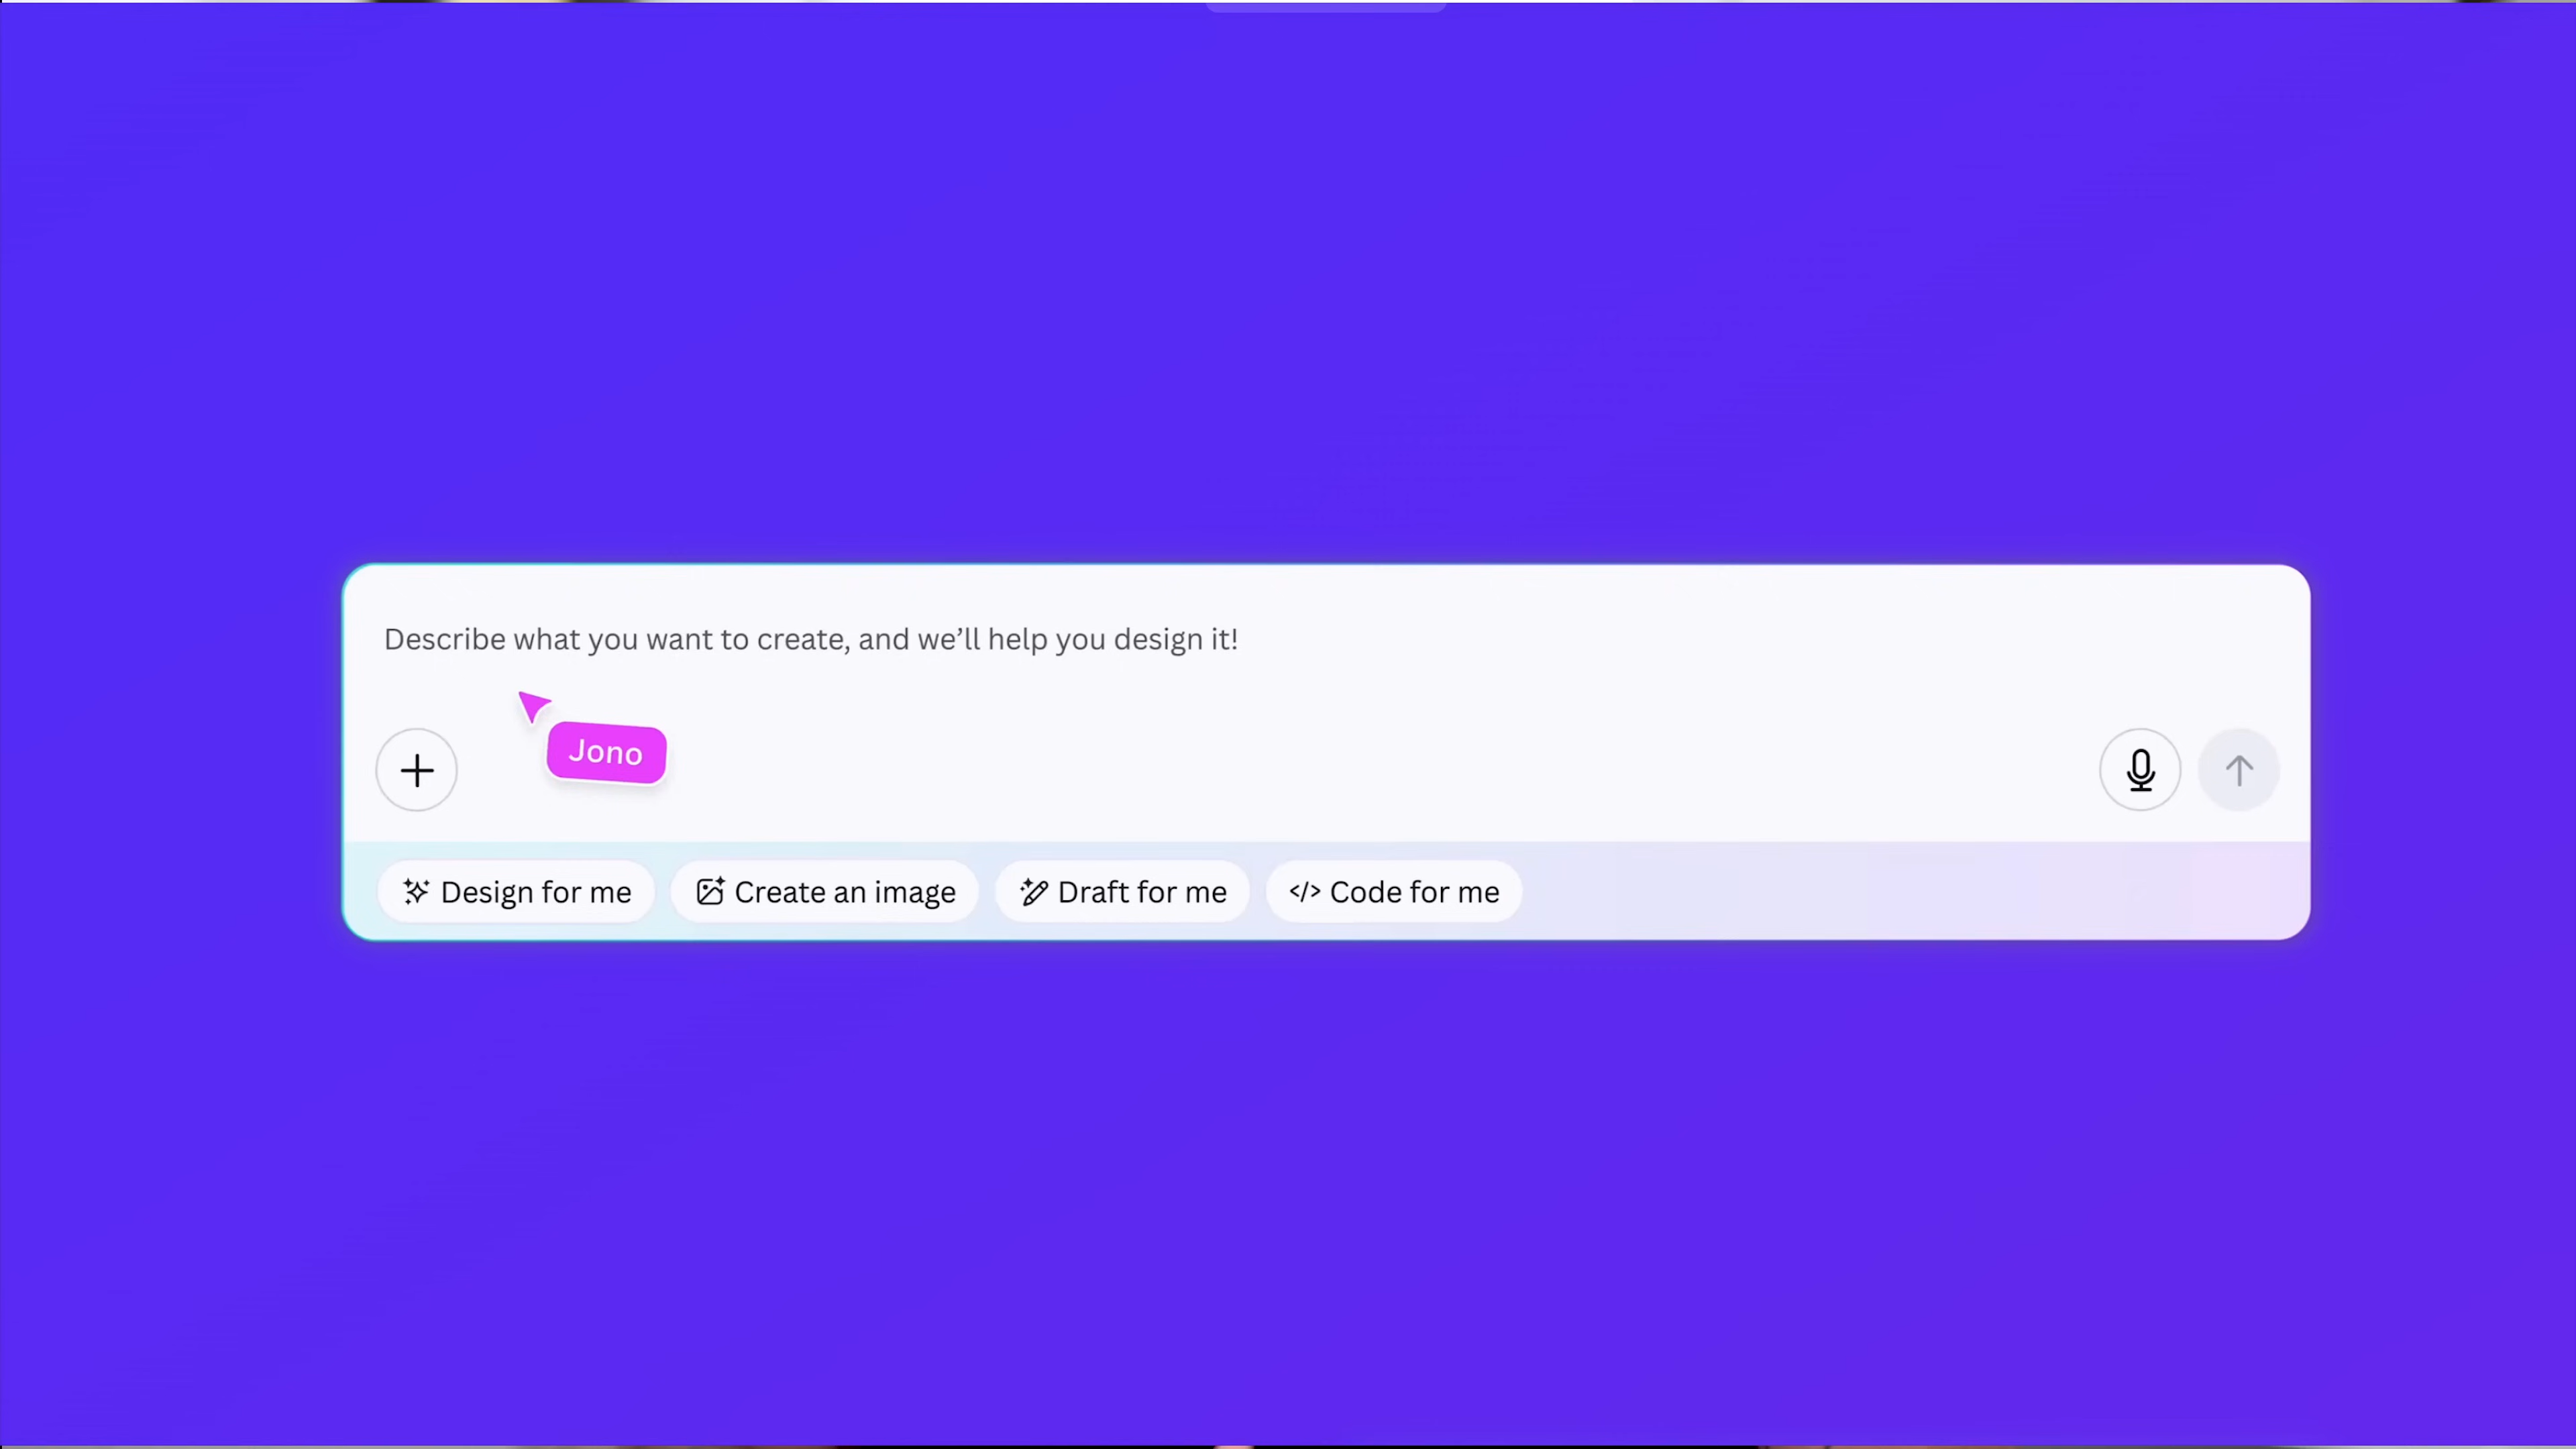 Describe what you want to create, and we’ll help you design it!
Jono
Design for me
Create an image
Draft for me
</> Code for me